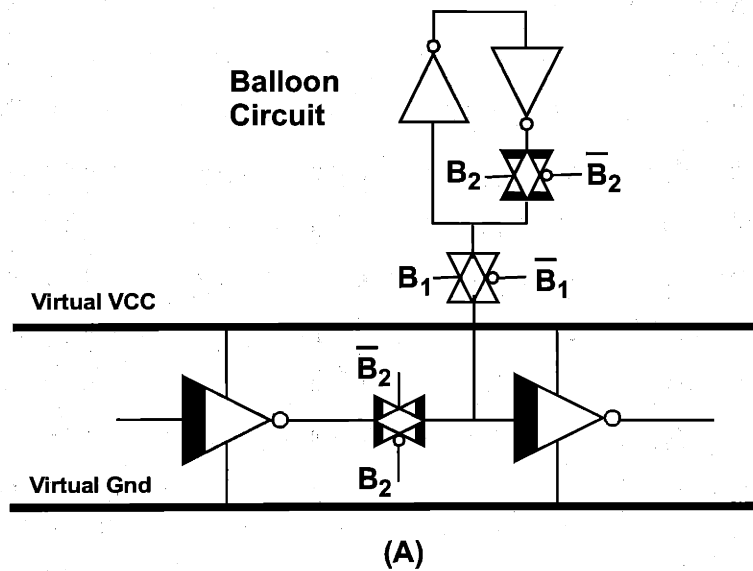 Balloon
Circuit
B₂ B̅₂
B₁ B̅₁
Virtual VCC
B̅₂
B₂
Virtual Gnd
(A)